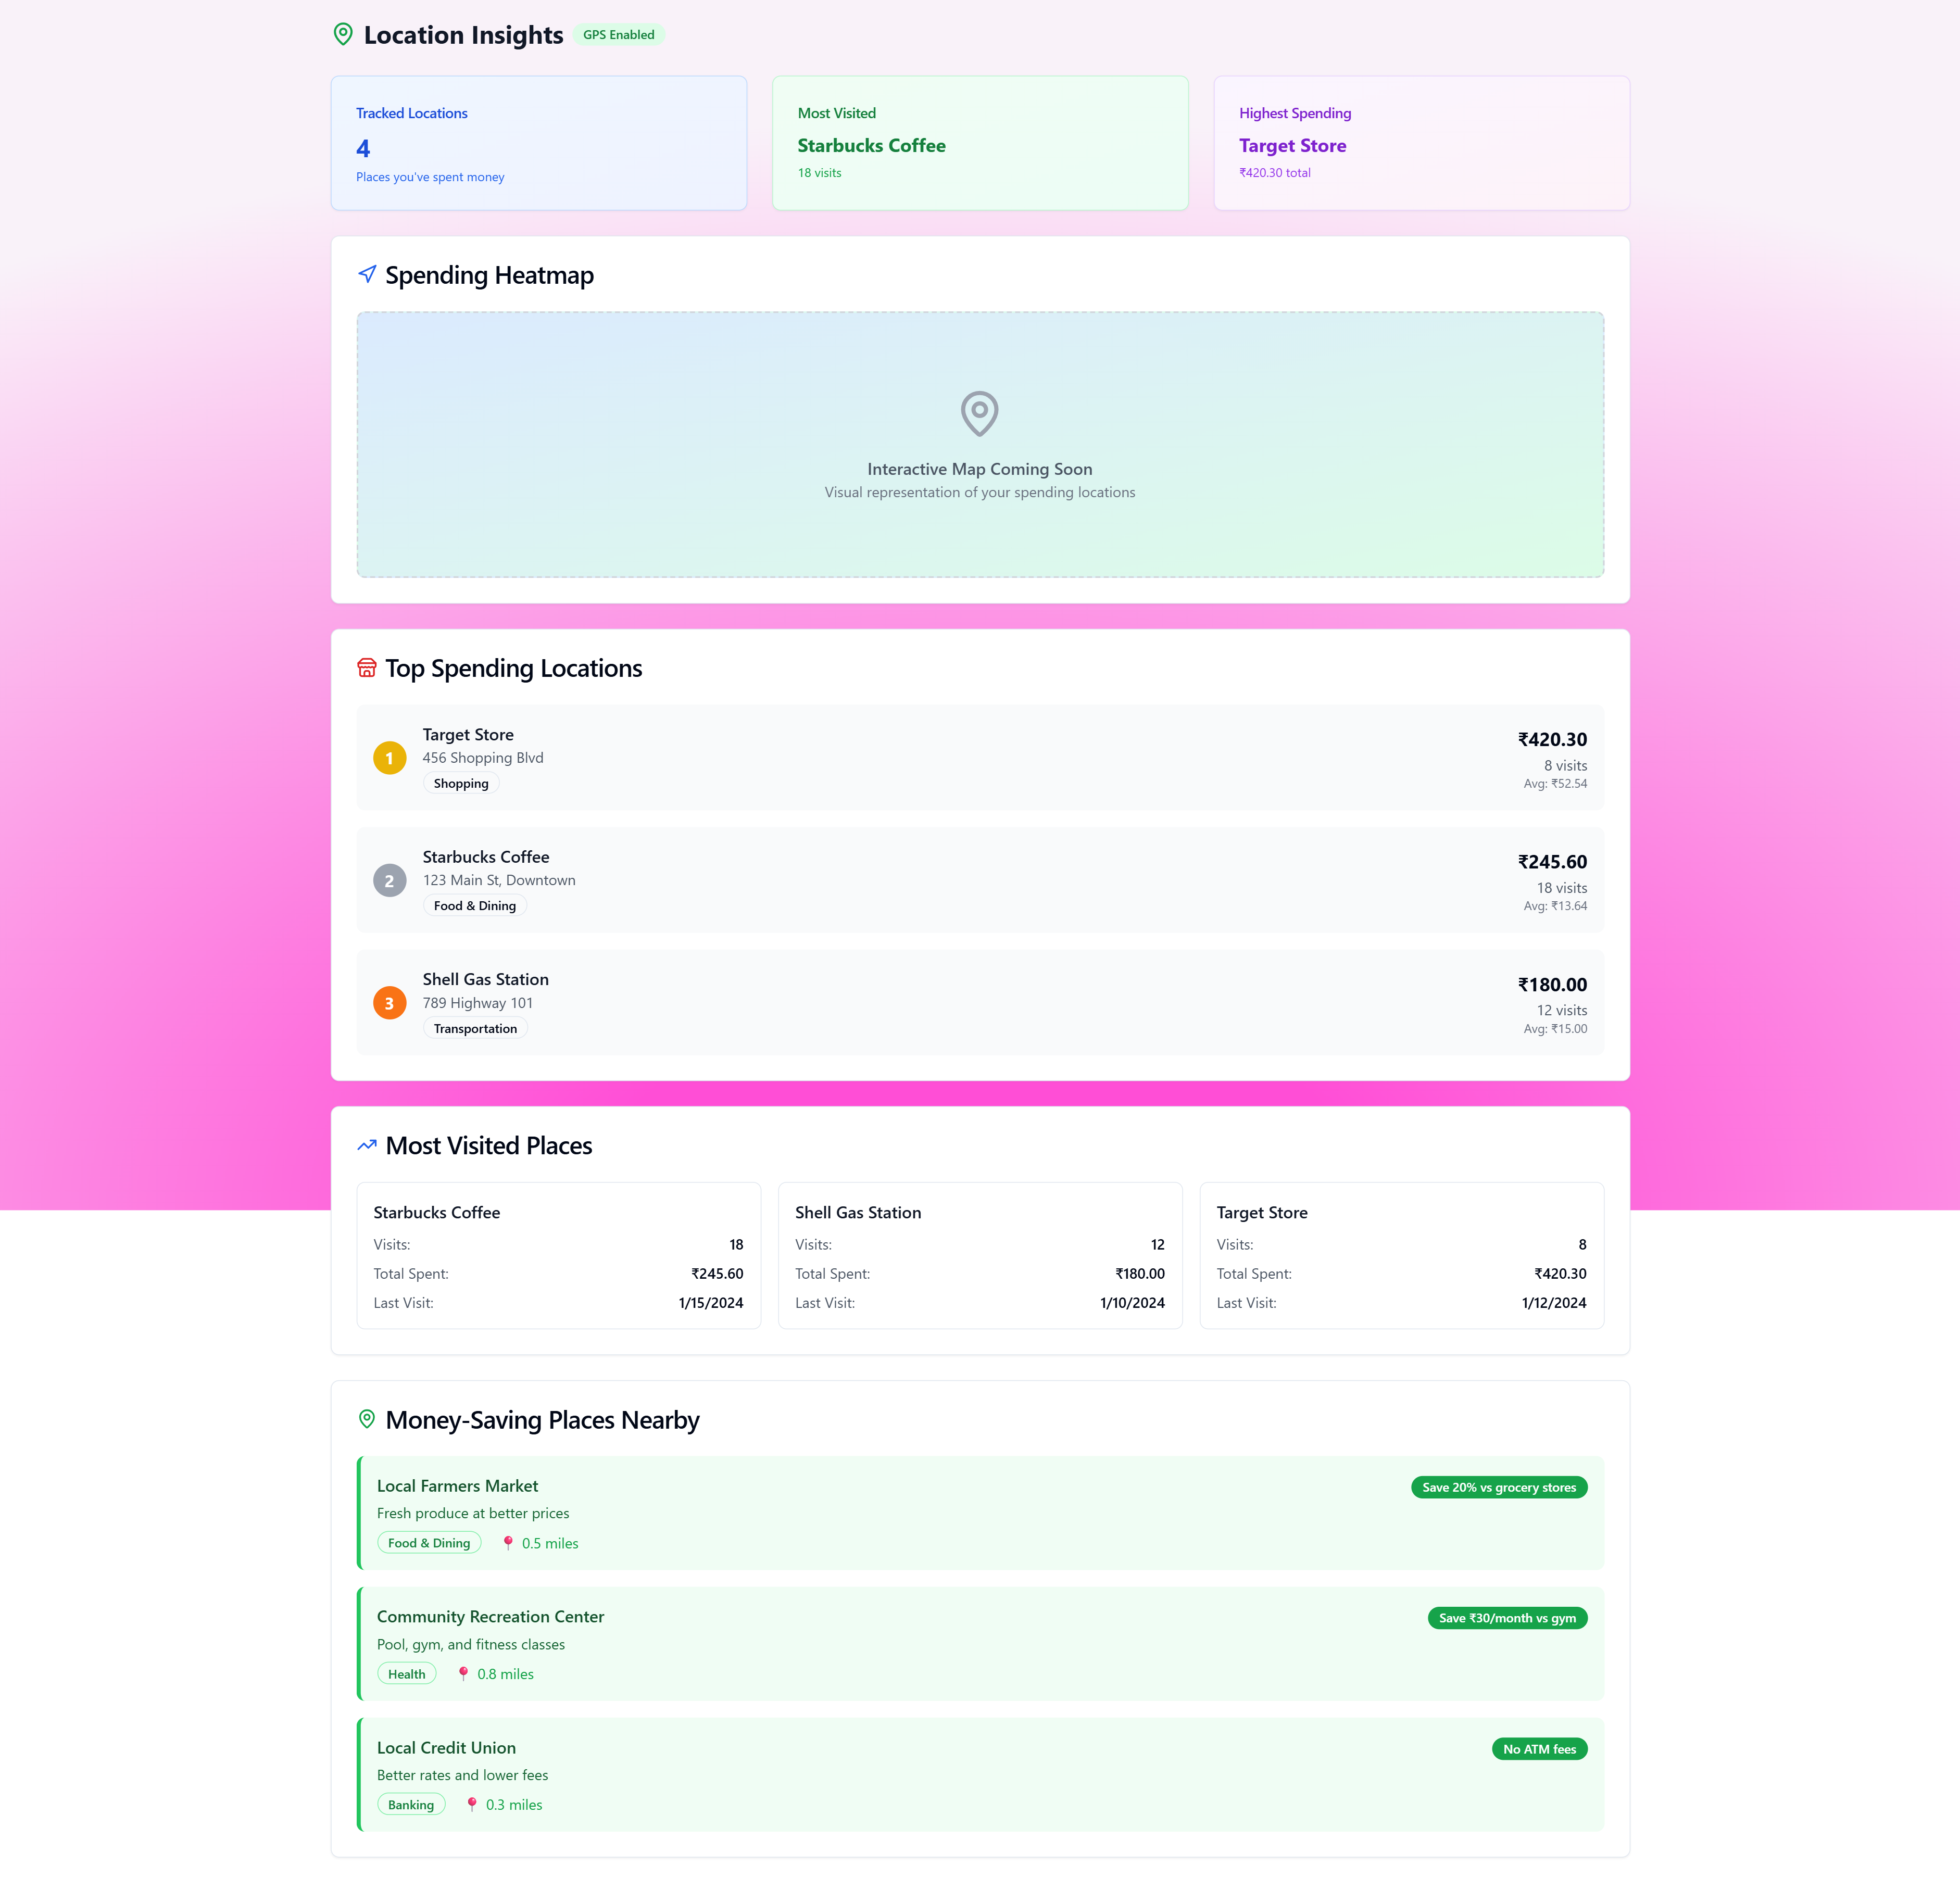 Location Insights
GPS Enabled
Tracked Locations
4
Places you've spent money
Most Visited
Starbucks Coffee
18 visits
Highest Spending
Target Store
₹420.30 total
Spending Heatmap
Interactive Map Coming Soon
Visual representation of your spending locations
Top Spending Locations
1
Target Store
456 Shopping Blvd
Shopping
₹420.30
8 visits
Avg: ₹52.54
2
Starbucks Coffee
123 Main St, Downtown
Food & Dining
₹245.60
18 visits
Avg: ₹13.64
3
Shell Gas Station
789 Highway 101
Transportation
₹180.00
12 visits
Avg: ₹15.00
Most Visited Places
Starbucks Coffee
Visits: 18
Total Spent: ₹245.60
Last Visit: 1/15/2024
Shell Gas Station
Visits: 12
Total Spent: ₹180.00
Last Visit: 1/10/2024
Target Store
Visits: 8
Total Spent: ₹420.30
Last Visit: 1/12/2024
Money-Saving Places Nearby
Local Farmers Market
Save 20% vs grocery stores
Fresh produce at better prices
Food & Dining
📍 0.5 miles
Community Recreation Center
Save ₹30/month vs gym
Pool, gym, and fitness classes
Health
📍 0.8 miles
Local Credit Union
No ATM fees
Better rates and lower fees
Banking
📍 0.3 miles